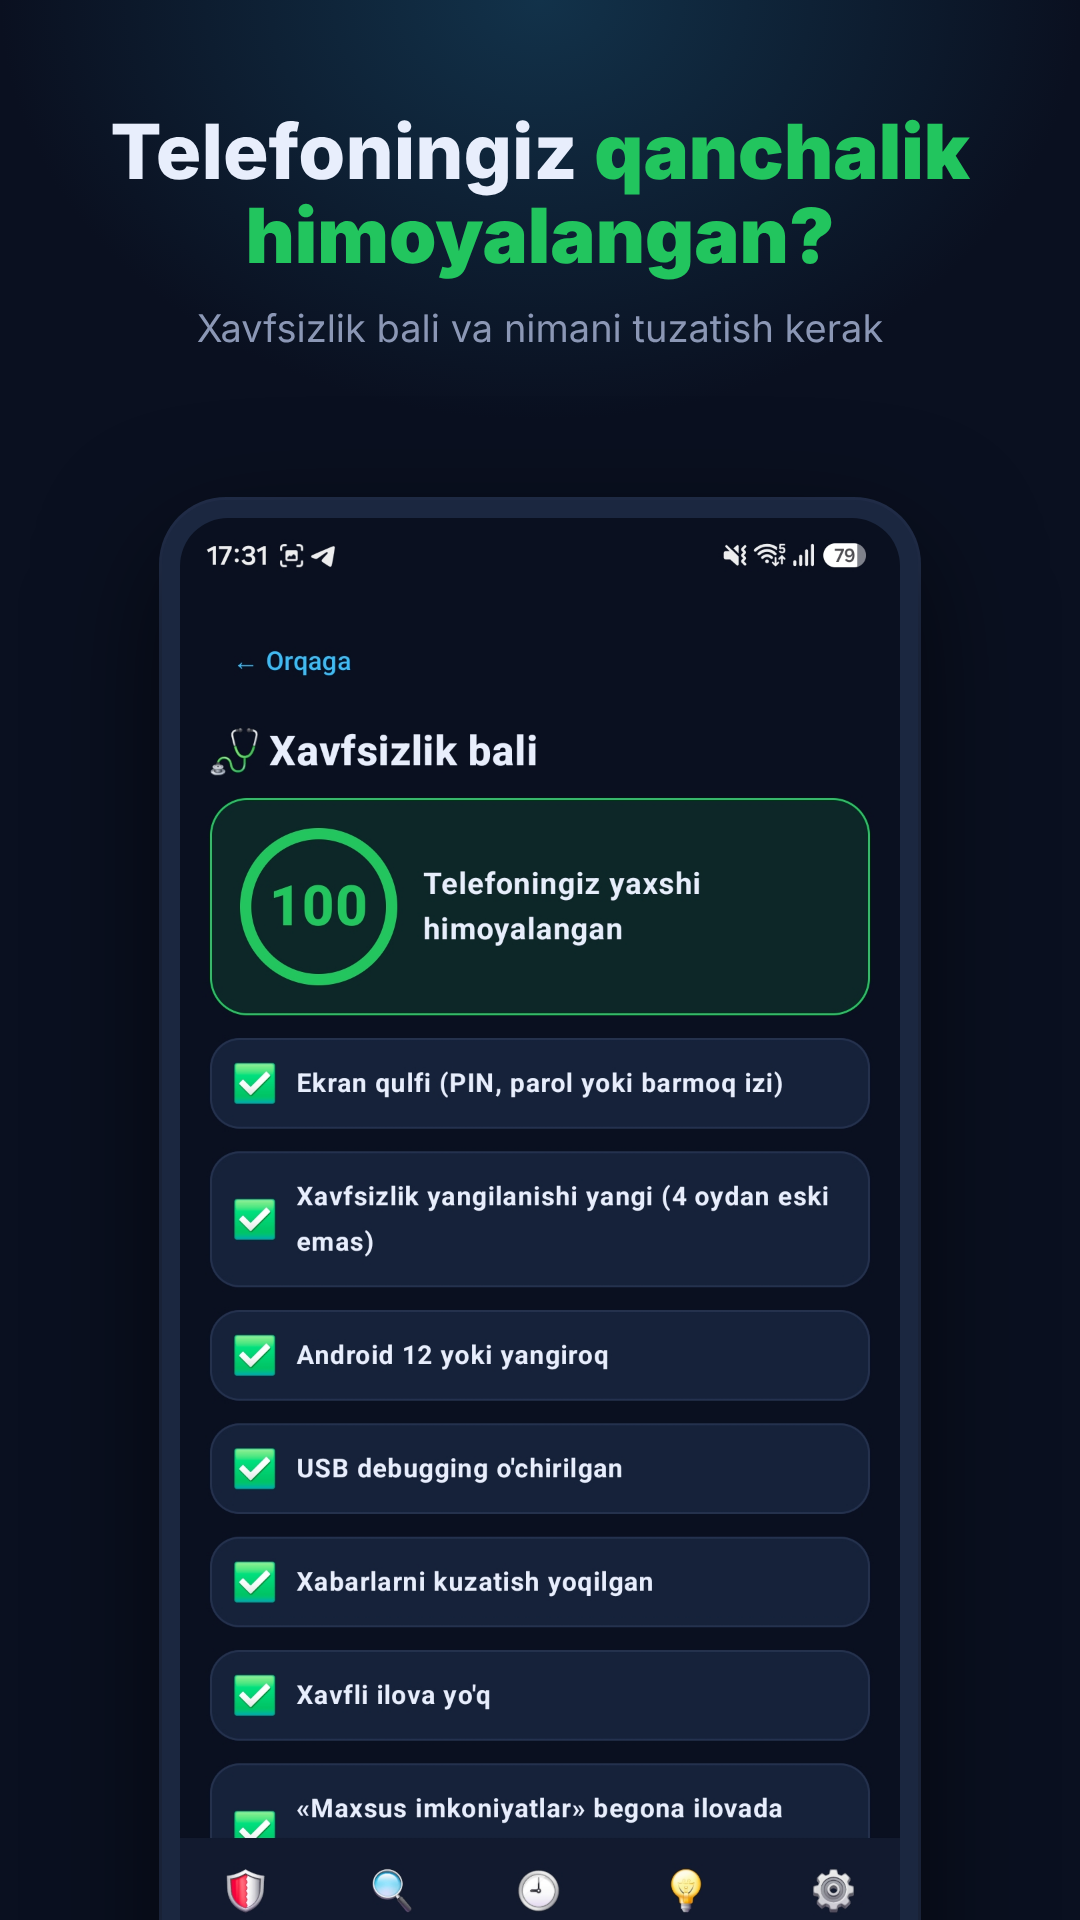 Telefoningiz qanchalik
himoyalangan?
Xavfsizlik bali va nimani tuzatish kerak
17:31
5
79
← Orqaga
Xavfsizlik bali
100
Telefoningiz yaxshi
himoyalangan
Ekran qulfi (PIN, parol yoki barmoq izi)
Xavfsizlik yangilanishi yangi (4 oydan eski
emas)
Android 12 yoki yangiroq
USB debugging o'chirilgan
Xabarlarni kuzatish yoqilgan
Xavfli ilova yo'q
«Maxsus imkoniyatlar» begona ilovada